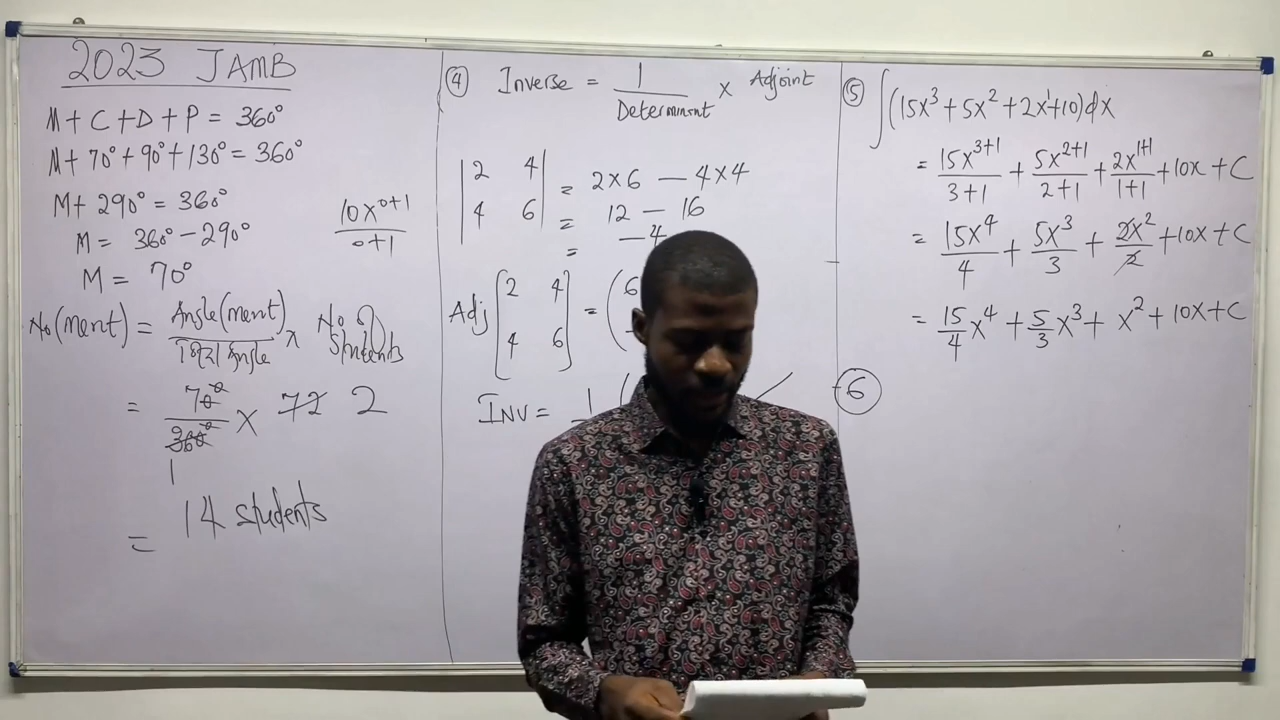 2023 JAMB
M + C + D + P = 360°
M + 70° + 90° + 130° = 360°
M + 290° = 360°
M = 360° − 290°
M = 70°
10x^(0+1)
0+1
No (Merit) = Angle (Merit) / Total Angle × No of Students
= 70° / 360° × 72 2
1
= 14 students
④ Inverse = 1 / Determinant × Adjoint
|2 4| = 2×6 − 4×4
|4 6| = 12 − 16
= −4
Adj [2 4] = (6
[4 6]
INV = 1 (
⑤ ∫(15x³ + 5x² + 2x¹ + 10)dx
= 15x^(3+1) / 3+1 + 5x^(2+1) / 2+1 + 2x^(1+1) / 1+1 + 10x + C
= 15x⁴ / 4 + 5x³ / 3 + 2x² / 2 + 10x + C
= 15/4 x⁴ + 5/3 x³ + x² + 10x + C
⑥